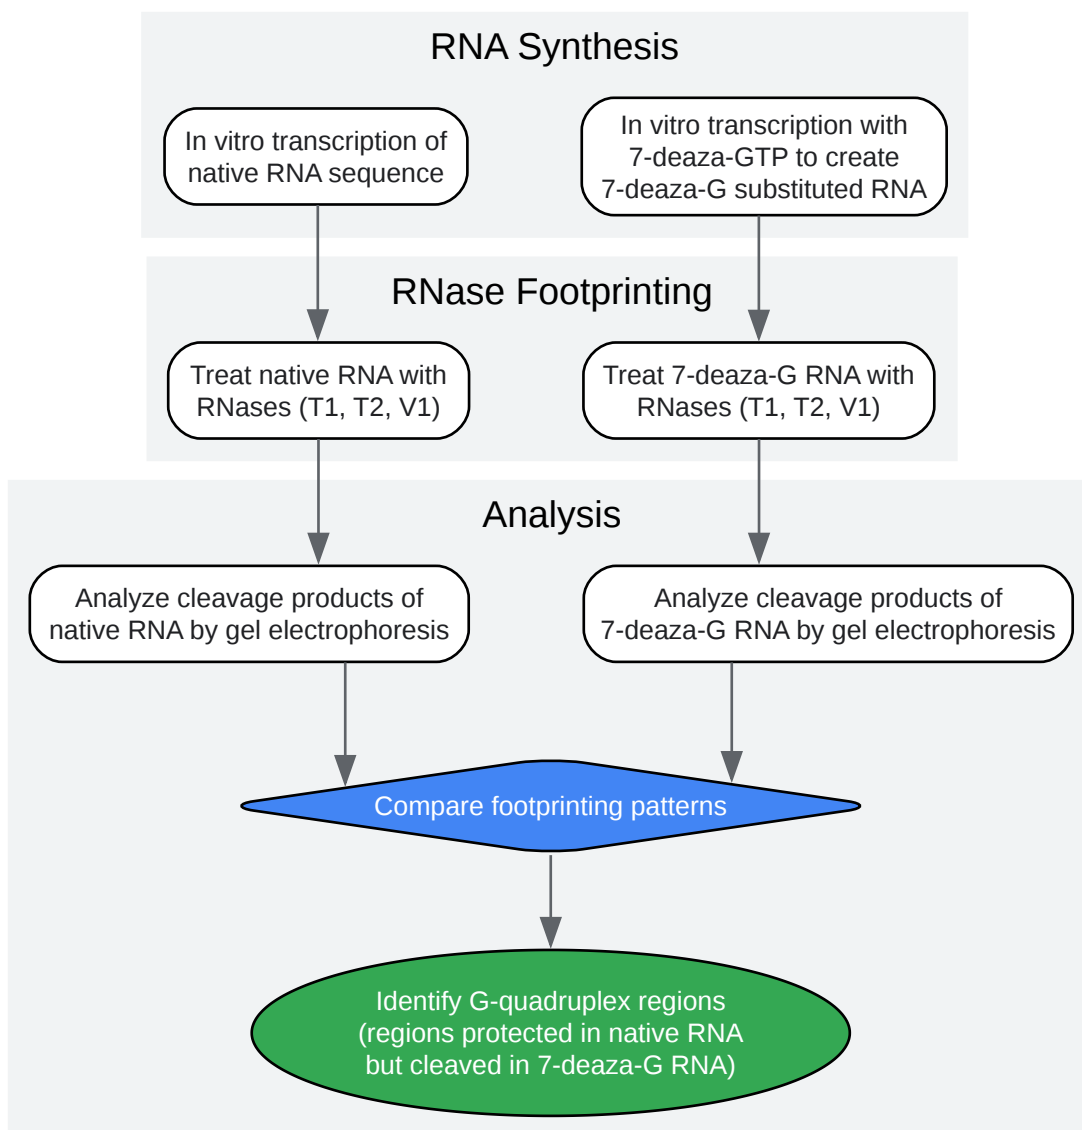 RNA Synthesis
In vitro transcription of
native RNA sequence
In vitro transcription with
7-deaza-GTP to create
7-deaza-G substituted RNA
RNase Footprinting
Treat native RNA with
RNases (T1, T2, V1)
Treat 7-deaza-G RNA with
RNases (T1, T2, V1)
Analysis
Analyze cleavage products of
native RNA by gel electrophoresis
Analyze cleavage products of
7-deaza-G RNA by gel electrophoresis
Compare footprinting patterns
Identify G-quadruplex regions
(regions protected in native RNA
but cleaved in 7-deaza-G RNA)